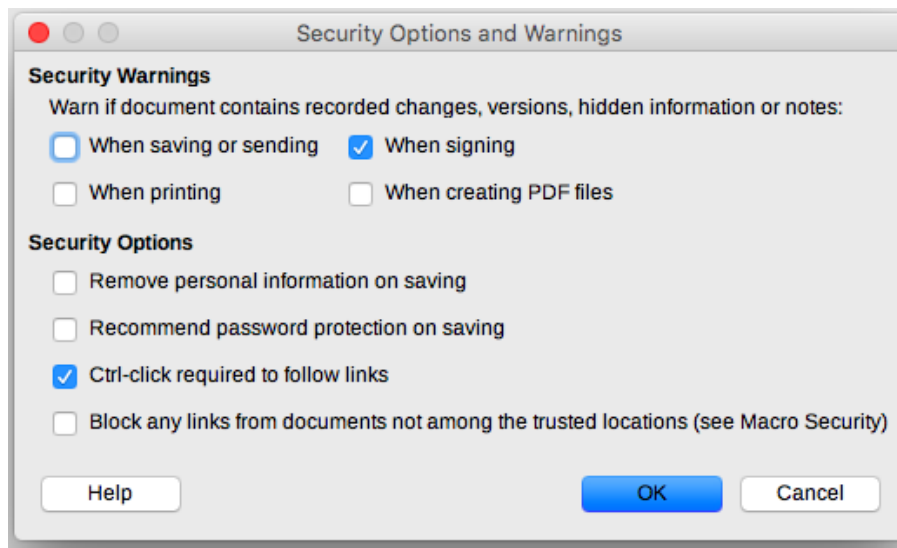 Security Options and Warnings
Security Warnings
Warn if document contains recorded changes, versions, hidden information or notes:
When saving or sending When signing
When printing When creating PDF files
Security Options
Remove personal information on saving
Recommend password protection on saving
Ctrl-click required to follow links
Block any links from documents not among the trusted locations (see Macro Security)
Help OK Cancel